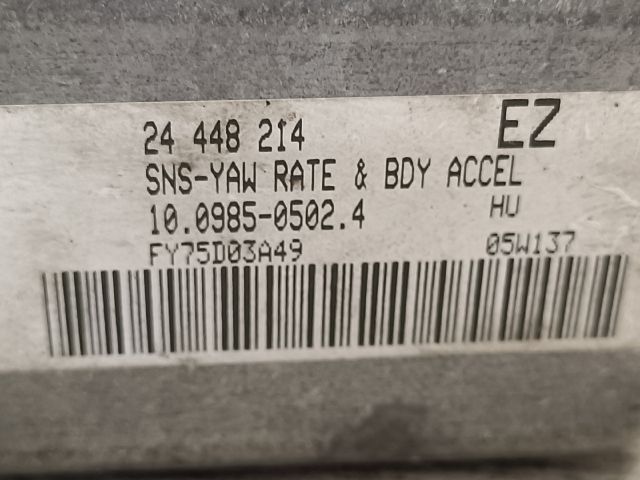 24 448 214 EZ
SNS-YAW RATE & BDY ACCEL
10.0985-0502.4 HU
FY75D03A49 05W137